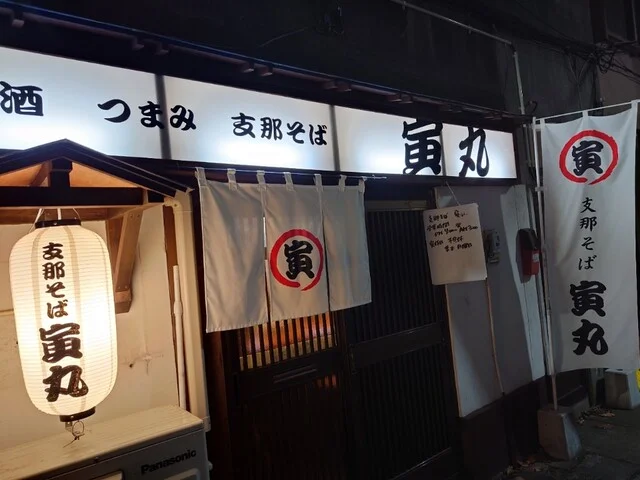 酒 つまみ 支那そば 寅丸
支那そば 寅丸
寅
寅
支那そば
寅丸
Panasonic